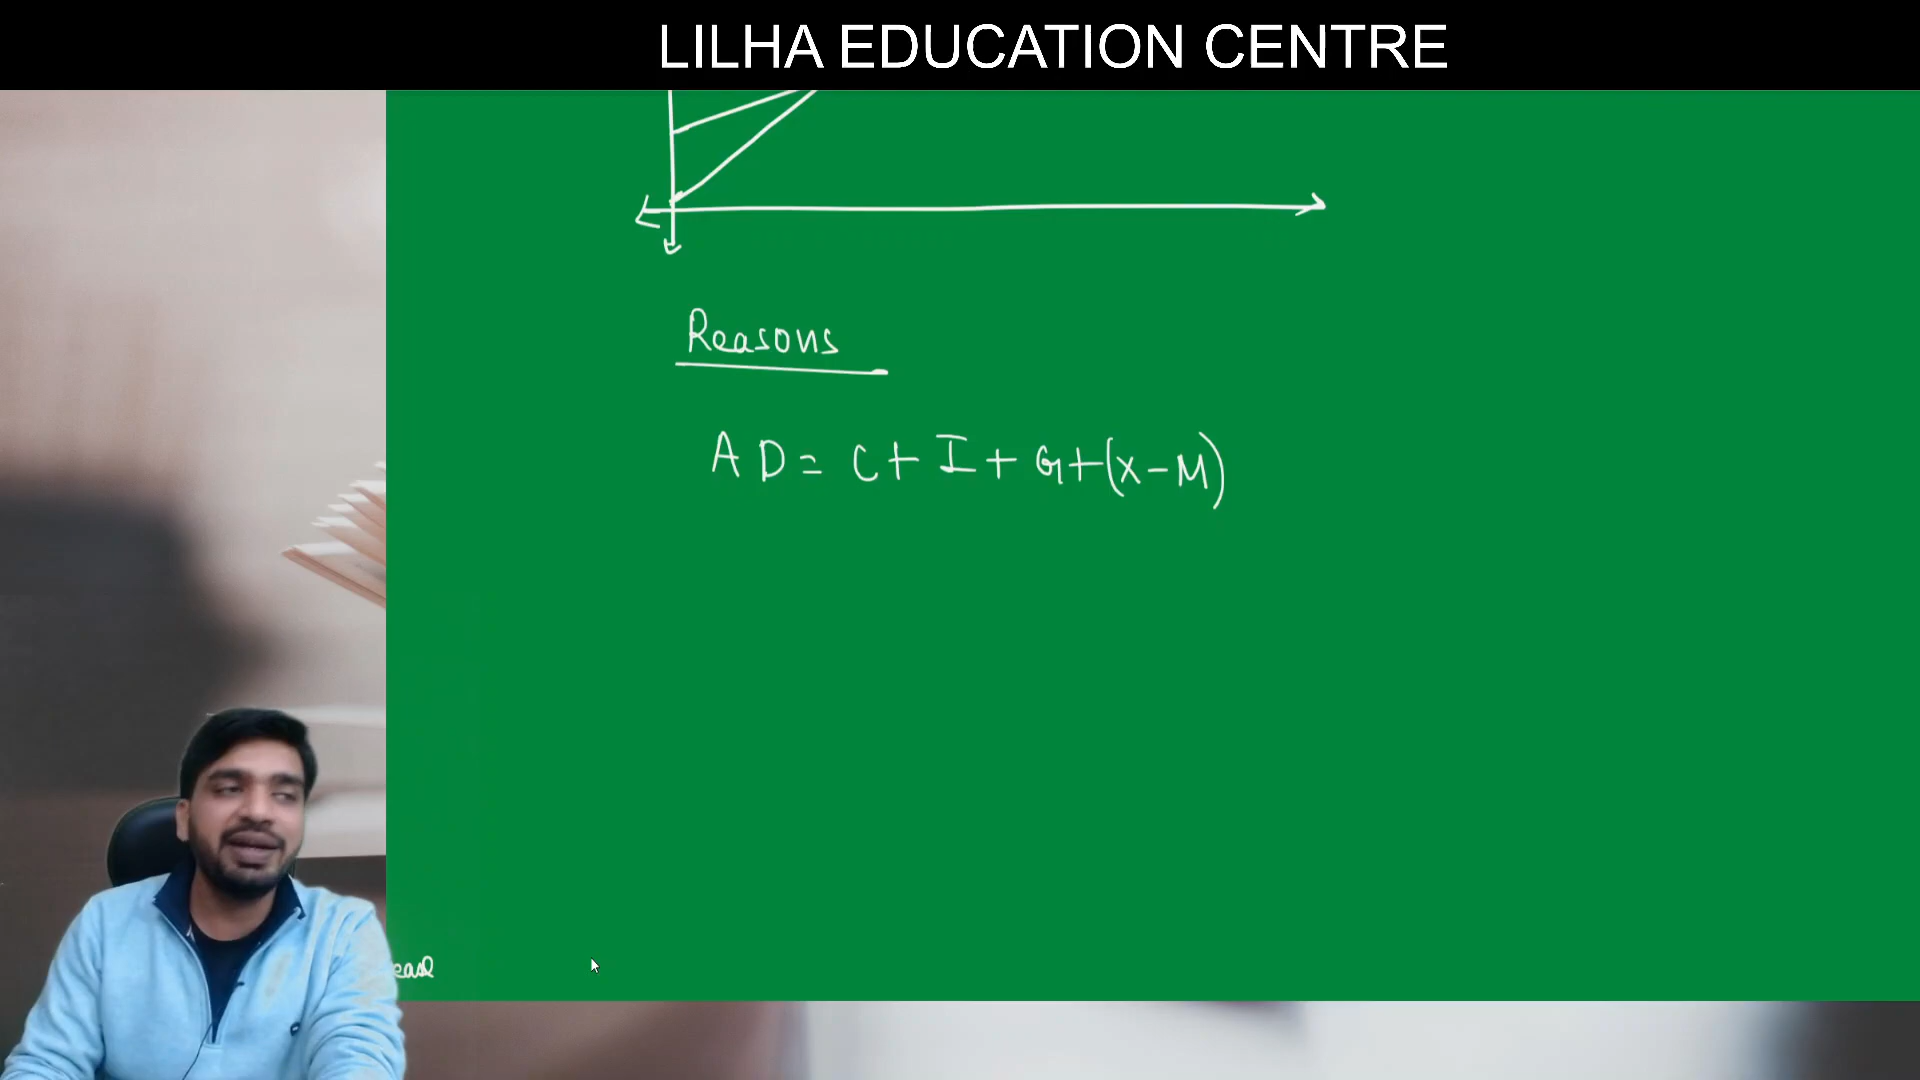 LILHA EDUCATION CENTRE
Reasons
AD = C + I + G + (X - M)